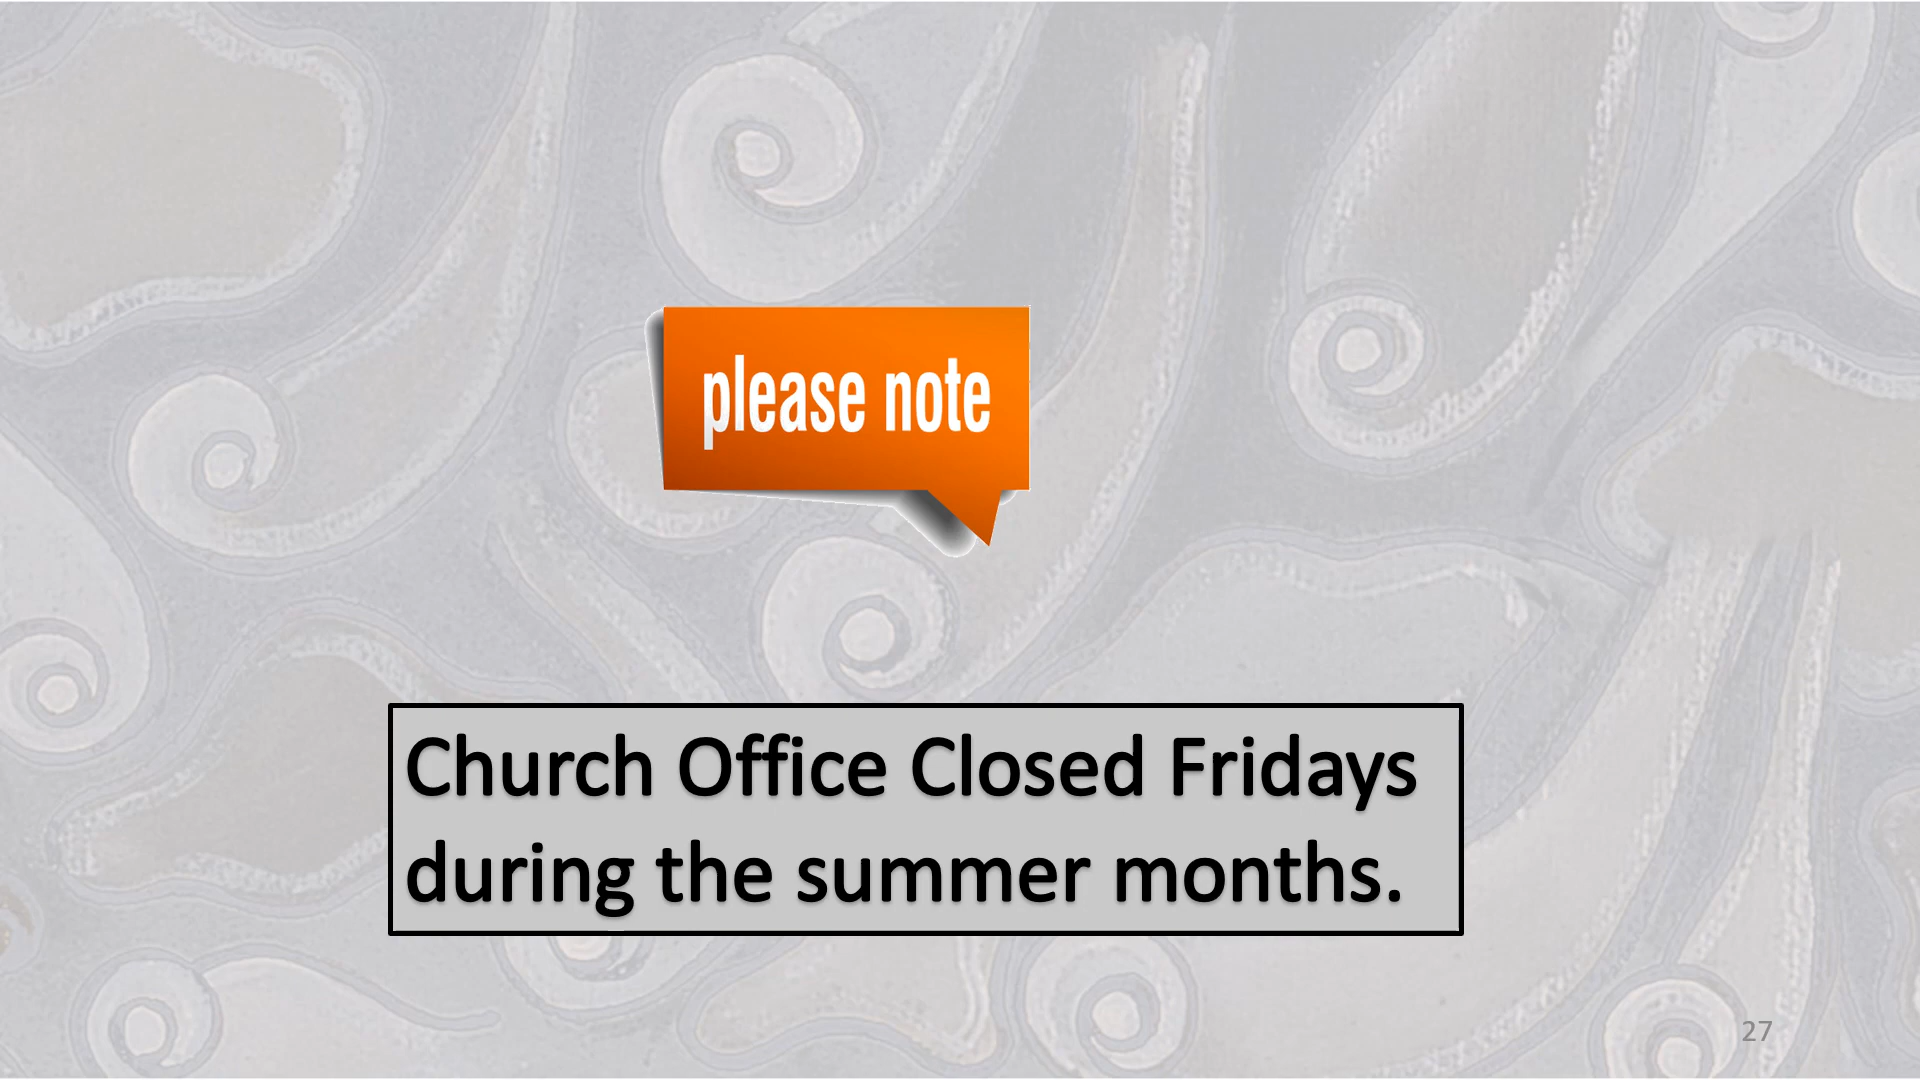 please note
Church Office Closed Fridays
during the summer months.
27